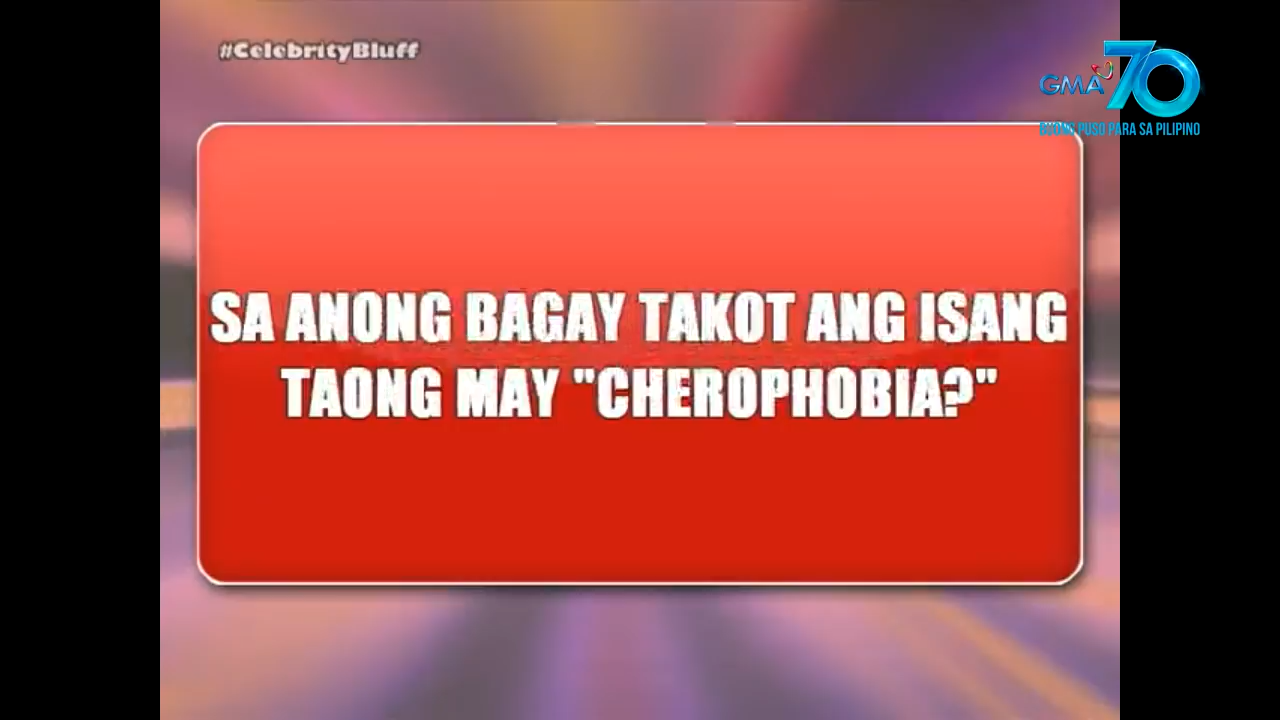 #CelebrityBluff
GMA 70
BUONG PUSO PARA SA PILIPINO
SA ANONG BAGAY TAKOT ANG ISANG
TAONG MAY "CHEROPHOBIA?"